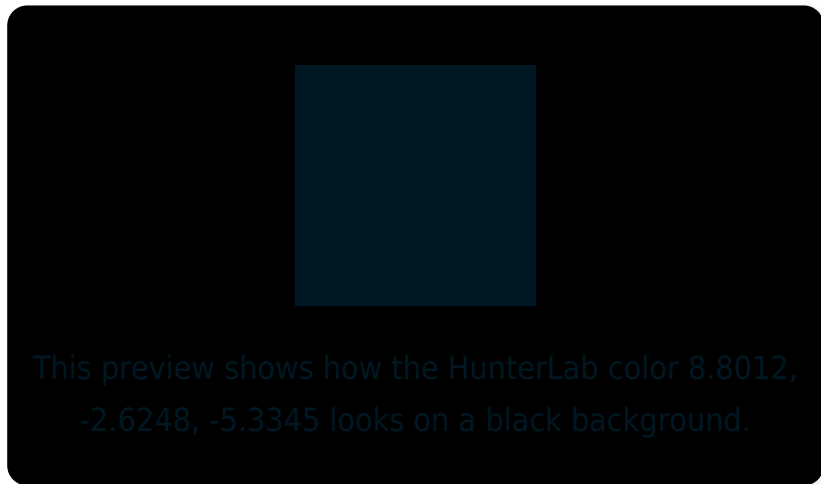 This preview shows how the HunterLab color 8.8012,
-2.6248, -5.3345 looks on a black background.